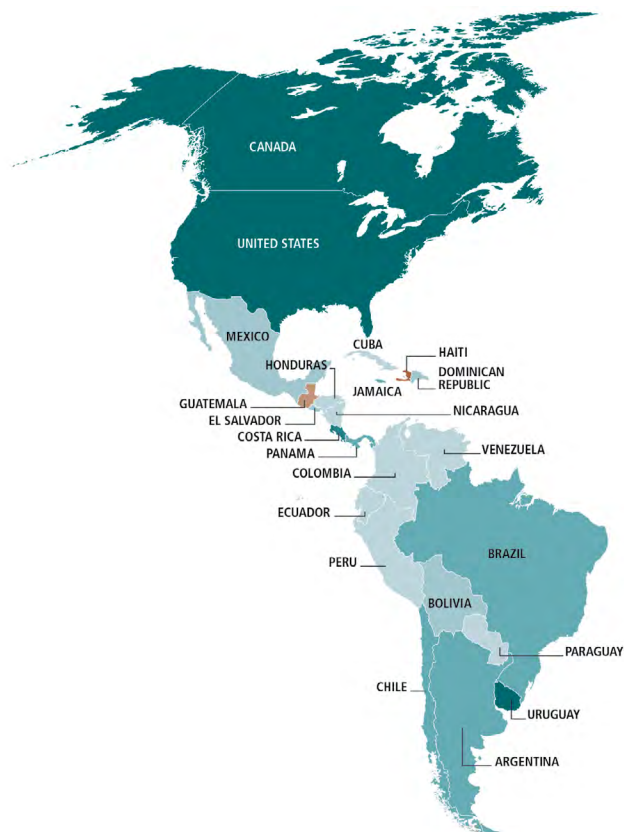 CANADA
UNITED STATES
MEXICO
CUBA
HAITI
HONDURAS
DOMINICAN
REPUBLIC
JAMAICA
GUATEMALA
NICARAGUA
EL SALVADOR
COSTA RICA
PANAMA
VENEZUELA
COLOMBIA
ECUADOR
BRAZIL
PERU
BOLIVIA
PARAGUAY
CHILE
URUGUAY
ARGENTINA